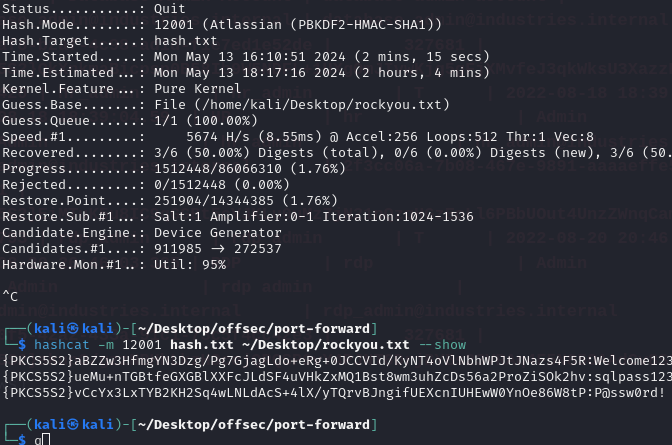 Status...........: Quit
Hash.Mode........: 12001 (Atlassian (PBKDF2-HMAC-SHA1))
Hash.Target......: hash.txt
Time.Started.....: Mon May 13 16:10:51 2024 (2 mins, 15 secs)
Time.Estimated...: Mon May 13 18:17:16 2024 (2 hours, 4 mins)
Kernel.Feature...: Pure Kernel
Guess.Base.......: File (/home/kali/Desktop/rockyou.txt)
Guess.Queue......: 1/1 (100.00%)
Speed.#1.........:     5674 H/s (8.55ms) @ Accel:256 Loops:512 Thr:1 Vec:8
Recovered........: 3/6 (50.00%) Digests (total), 0/6 (0.00%) Digests (new), 3/6 (50.
Progress.........: 1512448/86066310 (1.76%)
Rejected.........: 0/1512448 (0.00%)
Restore.Point....: 251904/14344385 (1.76%)
Restore.Sub.#1...: Salt:1 Amplifier:0-1 Iteration:1024-1536
Candidate.Engine.: Device Generator
Candidates.#1....: 911985 -> 272537
Hardware.Mon.#1..: Util: 95%
^C
┌──(kali㉿kali)-[~/Desktop/offsec/port-forward]
└─$ hashcat -m 12001 hash.txt ~/Desktop/rockyou.txt --show
{PKCS5S2}aBZZw3HfmgYN3Dzg/Pg7GjagLdo+eRg+0JCCVId/KyNT4oVlNbhWPJtJNazs4F5R:Welcome123
{PKCS5S2}ueMu+nTGBtfeGXGBlXXFcJLdSF4uVHkZxMQ1Bst8wm3uhZcDs56a2ProZiSOk2hv:sqlpass123
{PKCS5S2}vCcYx3LxTYB2KH2Sq4wLNLdAcS+4lX/yTQrvBJngifUEXcnIUHEwW0YnOe86W8tP:P@ssw0rd!
┌──(kali㉿kali)-[~/Desktop/offsec/port-forward]
└─$ g